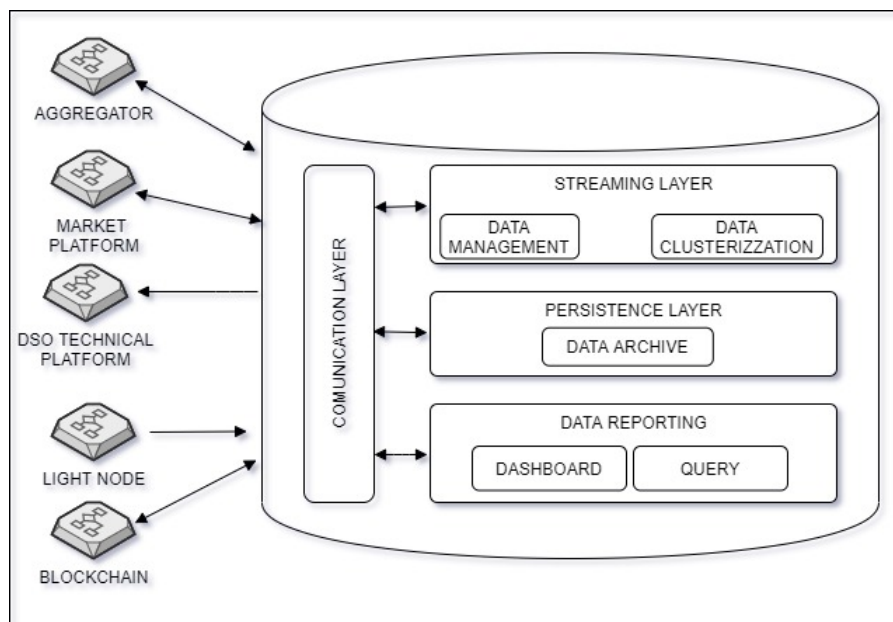 AGGREGATOR
MARKET
PLATFORM
DSO TECHNICAL
PLATFORM
LIGHT NODE
BLOCKCHAIN
COMUNICATION LAYER
STREAMING LAYER
DATA
MANAGEMENT
DATA
CLUSTERIZZATION
PERSISTENCE LAYER
DATA ARCHIVE
DATA REPORTING
DASHBOARD
QUERY